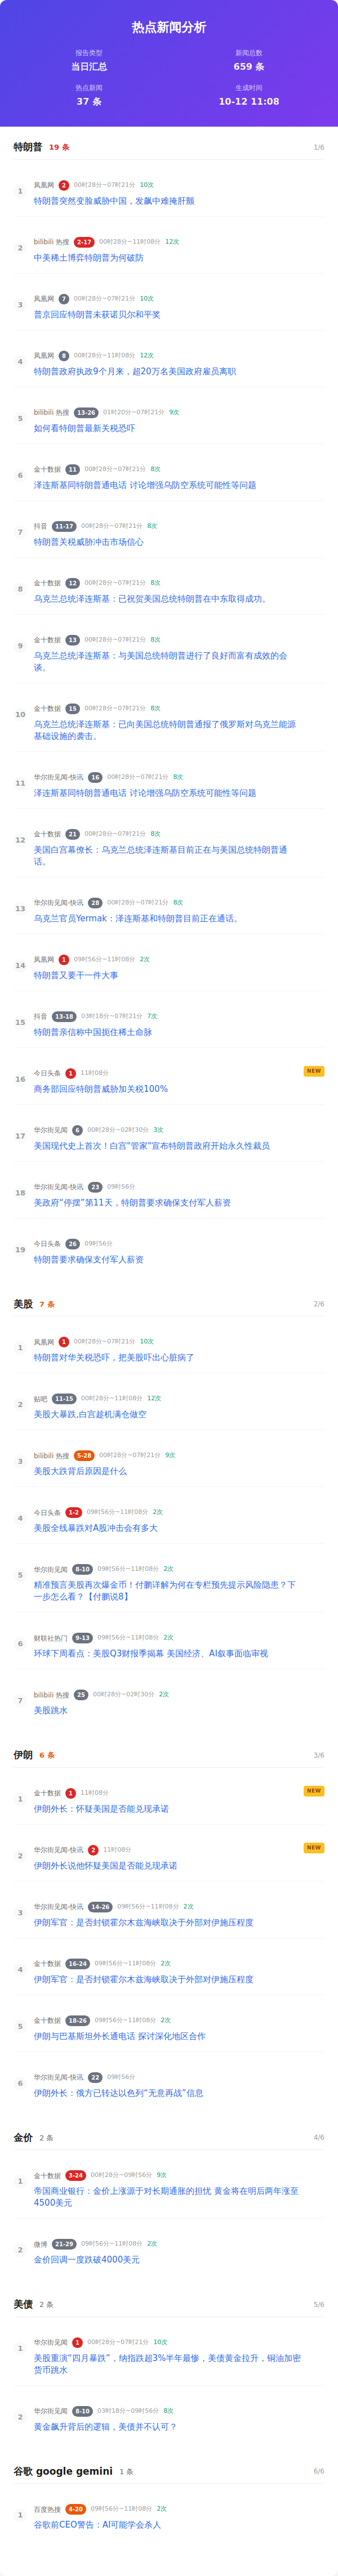 热点新闻分析
报告类型
当日汇总
新闻总数
659 条
热点新闻
37 条
生成时间
10-12 11:08
特朗普 19 条 1/6
1
凤凰网 2 00时28分~07时21分 10次
特朗普突然变脸威胁中国，发飙中难掩肝颤
2
bilibili 热搜 2-17 00时28分~11时08分 12次
中美稀土博弈特朗普为何破防
3
凤凰网 7 00时28分~07时21分 10次
普京回应特朗普未获诺贝尔和平奖
4
凤凰网 8 00时28分~11时08分 12次
特朗普政府执政9个月来，超20万名美国政府雇员离职
5
bilibili 热搜 13-26 01时20分~07时21分 9次
如何看特朗普最新关税恐吓
6
金十数据 11 00时28分~07时21分 8次
泽连斯基同特朗普通电话 讨论增强乌防空系统可能性等问题
7
抖音 11-17 00时28分~07时21分 8次
特朗普关税威胁冲击市场信心
8
金十数据 12 00时28分~07时21分 8次
乌克兰总统泽连斯基：已祝贺美国总统特朗普在中东取得成功。
9
金十数据 13 00时28分~07时21分 8次
乌克兰总统泽连斯基：与美国总统特朗普进行了良好而富有成效的会
谈。
10
金十数据 15 00时28分~07时21分 8次
乌克兰总统泽连斯基：已向美国总统特朗普通报了俄罗斯对乌克兰能源
基础设施的袭击。
11
华尔街见闻-快讯 16 00时28分~07时21分 8次
泽连斯基同特朗普通电话 讨论增强乌防空系统可能性等问题
12
金十数据 21 00时28分~07时21分 8次
美国白宫幕僚长：乌克兰总统泽连斯基目前正在与美国总统特朗普通
话。
13
华尔街见闻-快讯 28 00时28分~07时21分 8次
乌克兰官员Yermak：泽连斯基和特朗普目前正在通话。
14
凤凰网 1 09时56分~11时08分 2次
特朗普又要干一件大事
15
抖音 13-18 03时18分~07时21分 7次
特朗普亲信称中国扼住稀土命脉
16
今日头条 1 11时08分 NEW
商务部回应特朗普威胁加关税100%
17
华尔街见闻 6 00时28分~02时30分 3次
美国现代史上首次！白宫"管家"宣布特朗普政府开始永久性裁员
18
华尔街见闻-快讯 23 09时56分
美政府“停摆”第11天，特朗普要求确保支付军人薪资
19
今日头条 26 09时56分
特朗普要求确保支付军人薪资
美股 7 条 2/6
1
凤凰网 1 00时28分~07时21分 10次
特朗普对华关税恐吓，把美股吓出心脏病了
2
贴吧 11-15 00时28分~11时08分 12次
美股大暴跌,白宫趁机满仓做空
3
bilibili 热搜 5-28 00时28分~07时21分 9次
美股大跌背后原因是什么
4
今日头条 1-2 09时56分~11时08分 2次
美股全线暴跌对A股冲击会有多大
5
华尔街见闻 8-10 09时56分~11时08分 2次
精准预言美股再次爆金币！付鹏详解为何在专栏预先提示风险隐患？下
一步怎么看？【付鹏说8】
6
财联社热门 9-13 09时56分~11时08分 2次
环球下周看点：美股Q3财报季揭幕 美国经济、AI叙事面临审视
7
bilibili 热搜 25 00时28分~02时30分 2次
美股跳水
伊朗 6 条 3/6
1
金十数据 1 11时08分 NEW
伊朗外长：怀疑美国是否能兑现承诺
2
华尔街见闻-快讯 2 11时08分 NEW
伊朗外长说他怀疑美国是否能兑现承诺
3
华尔街见闻-快讯 14-26 09时56分~11时08分 2次
伊朗军官：是否封锁霍尔木兹海峡取决于外部对伊施压程度
4
金十数据 16-24 09时56分~11时08分 2次
伊朗军官：是否封锁霍尔木兹海峡取决于外部对伊施压程度
5
金十数据 18-26 09时56分~11时08分 2次
伊朗与巴基斯坦外长通电话 探讨深化地区合作
6
华尔街见闻-快讯 22 09时56分
伊朗外长：俄方已转达以色列“无意再战”信息
金价 2 条 4/6
1
金十数据 3-24 00时28分~09时56分 9次
帝国商业银行：金价上涨源于对长期通胀的担忧 黄金将在明后两年涨至
4500美元
2
微博 21-29 09时56分~11时08分 2次
金价回调一度跌破4000美元
美债 2 条 5/6
1
华尔街见闻 1 00时28分~07时21分 10次
美股重演“四月暴跌”，纳指跌超3%半年最惨，美债黄金拉升，铜油加密
货币跳水
2
华尔街见闻 8-10 03时18分~09时56分 8次
黄金飙升背后的逻辑，美债并不认可？
谷歌 google gemini 1 条 6/6
1
百度热搜 4-20 09时56分~11时08分 2次
谷歌前CEO警告：AI可能学会杀人